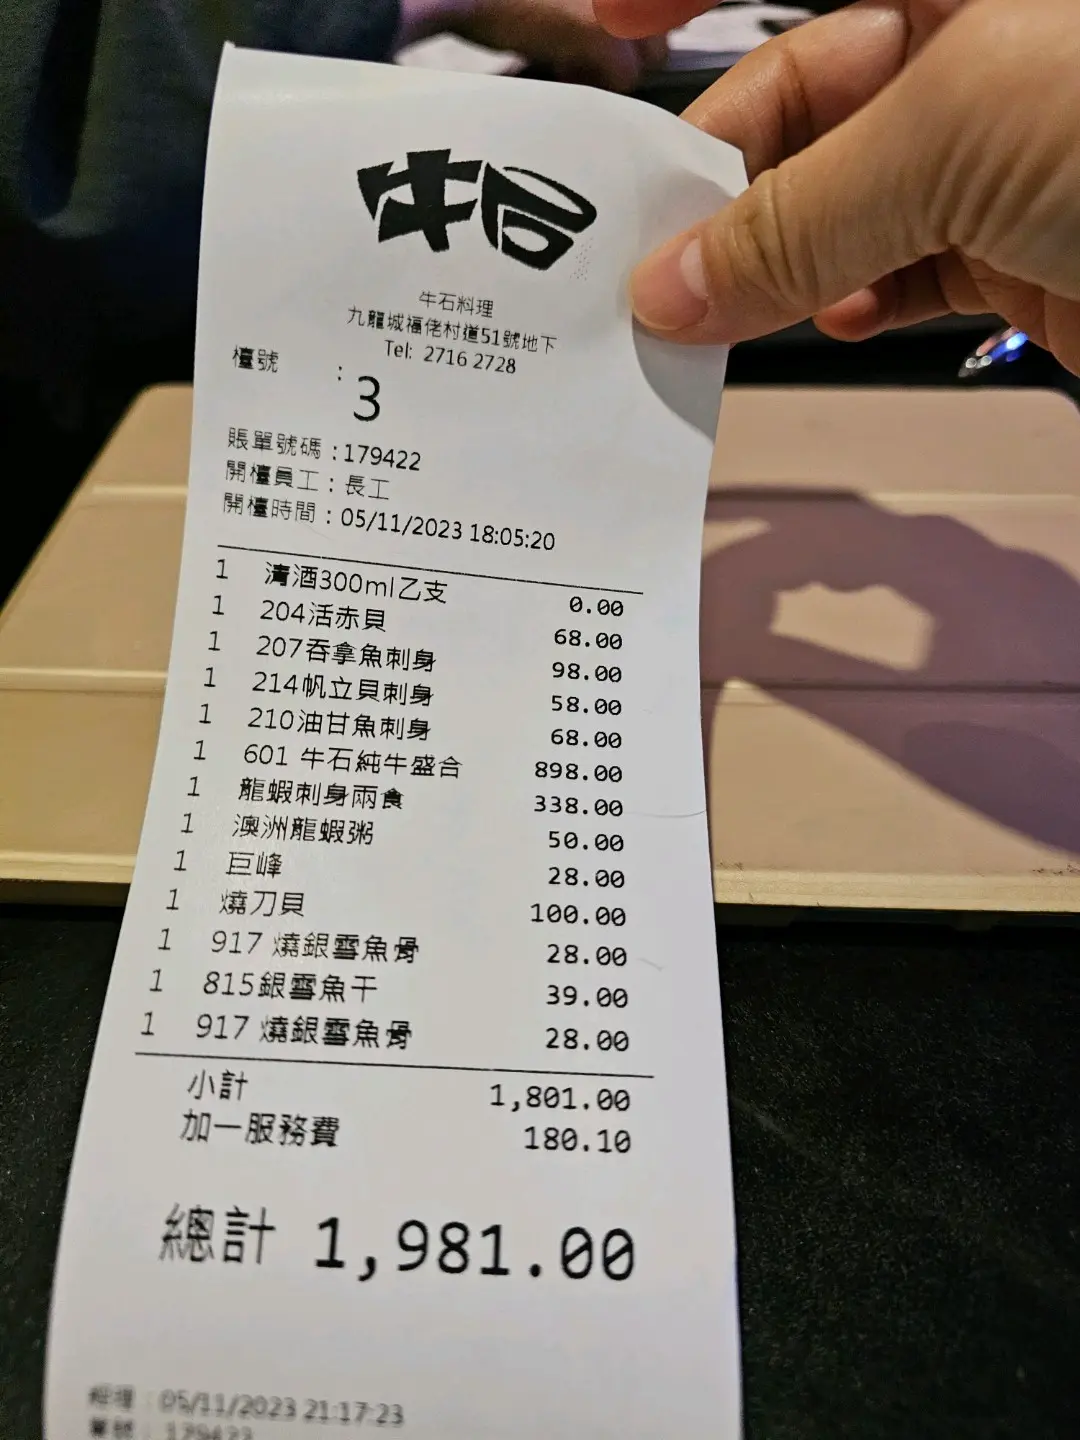 牛石
牛石料理
九龍城福佬村道51號地下
Tel: 2716 2728
檯號 : 3
賬單號碼 : 179422
開檯員工 : 長工
開檯時間 : 05/11/2023 18:05:20
1 清酒300ml乙支 0.00
1 204活赤貝 68.00
1 207吞拿魚刺身 98.00
1 214帆立貝刺身 58.00
1 210油甘魚刺身 68.00
1 601 牛石純牛盛合 898.00
1 龍蝦刺身兩食 338.00
1 澳洲龍蝦粥 50.00
1 巨峰 28.00
1 燒刀貝 100.00
1 917 燒銀雪魚骨 28.00
1 815銀雪魚干 39.00
1 917 燒銀雪魚骨 28.00
小計 1,801.00
加一服務費 180.10
總計 1,981.00
05/11/2023 21:17:23